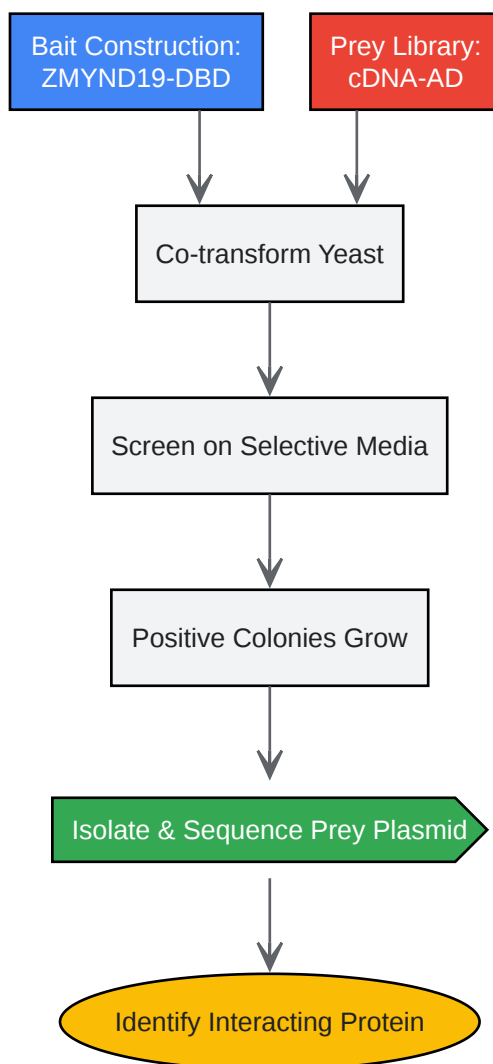 Bait Construction:
ZMYND19-DBD
Prey Library:
cDNA-AD
Co-transform Yeast
Screen on Selective Media
Positive Colonies Grow
Isolate & Sequence Prey Plasmid
Identify Interacting Protein